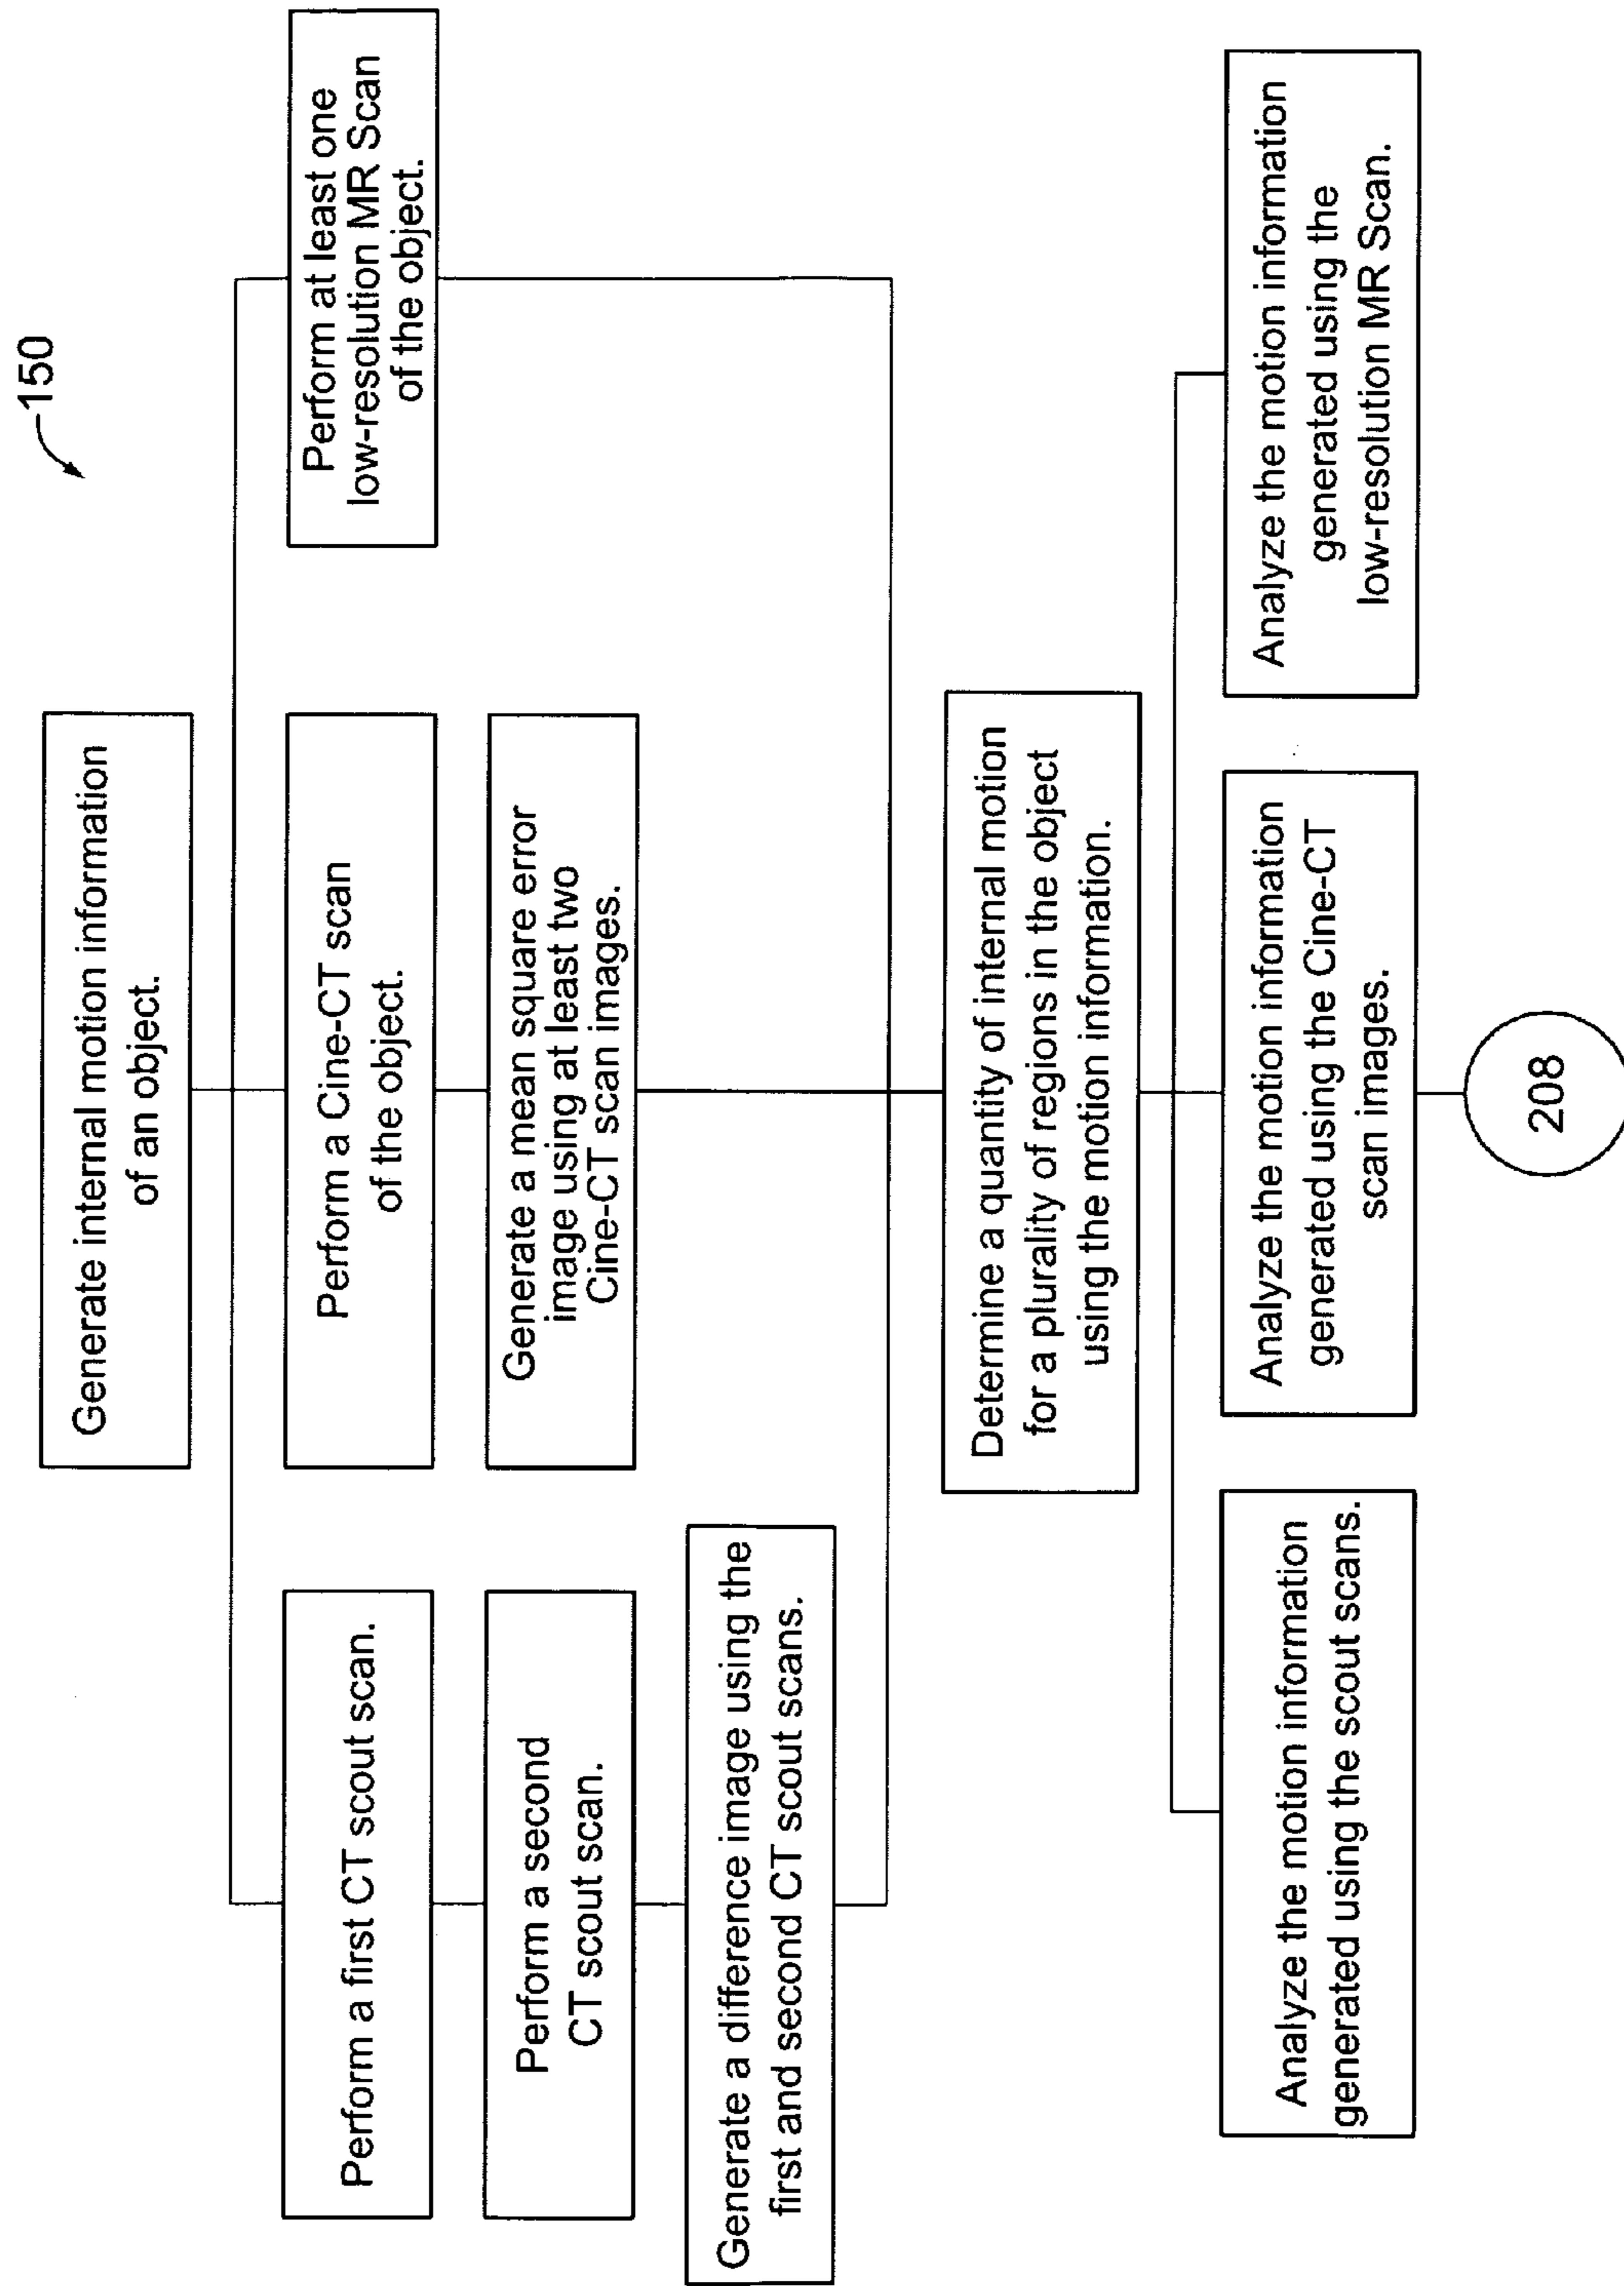 150
Generate internal motion information
of an object.
Perform a first CT scout scan.
Perform a second
CT scout scan.
Generate a difference image using the
first and second CT scout scans.
Perform a Cine-CT scan
of the object.
Generate a mean square error
image using at least two
Cine-CT scan images.
Perform at least one
low-resolution MR Scan
of the object.
Determine a quantity of internal motion
for a plurality of regions in the object
using the motion information.
Analyze the motion information
generated using the scout scans.
Analyze the motion information
generated using the Cine-CT
scan images.
Analyze the motion information
generated using the
low-resolution MR Scan.
208